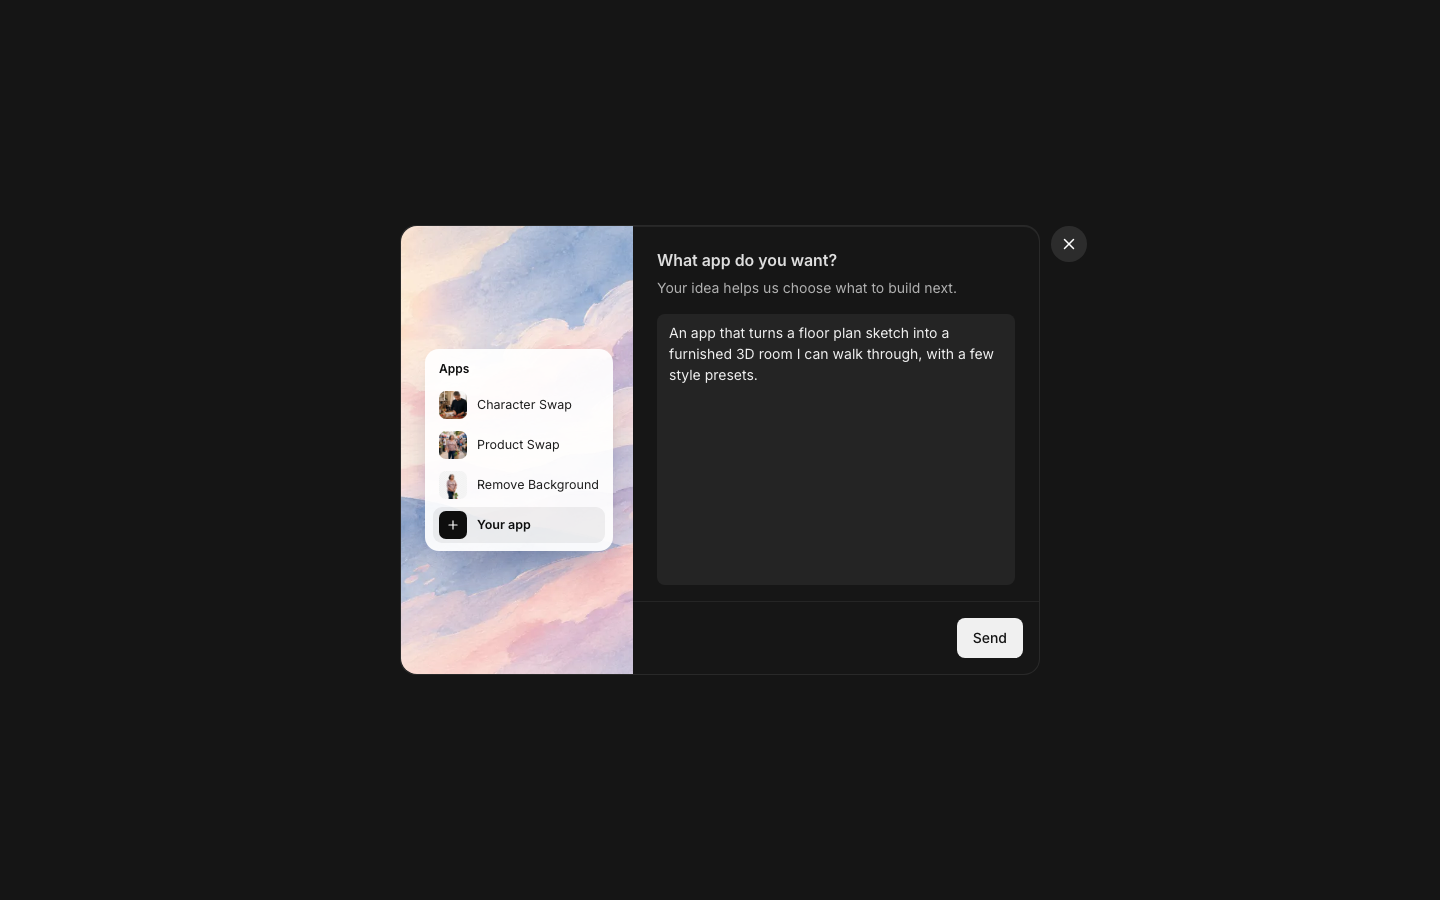 Apps
Character Swap
Product Swap
Remove Background
Your app
What app do you want?
Your idea helps us choose what to build next.
An app that turns a floor plan sketch into a
furnished 3D room I can walk through, with a few
style presets.
Send